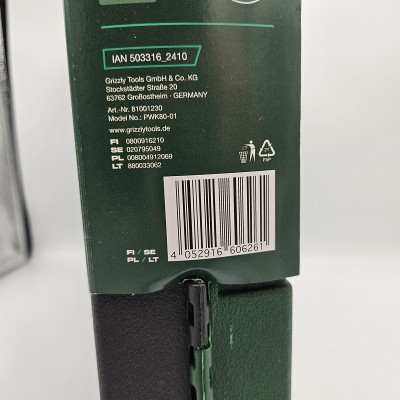 IAN 503316_2410
Grizzly Tools GmbH & Co. KG
Stockstädter Straße 20
63762 Großostheim · GERMANY
Art.-Nr. 81001230
Model No.: PWK80-01
www.grizzlytools.de
FI 0800916210
SE 020795049
PL 008004912069
LT 880033062
21
PAP
FI / SE
PL / LT
4 052916 606261